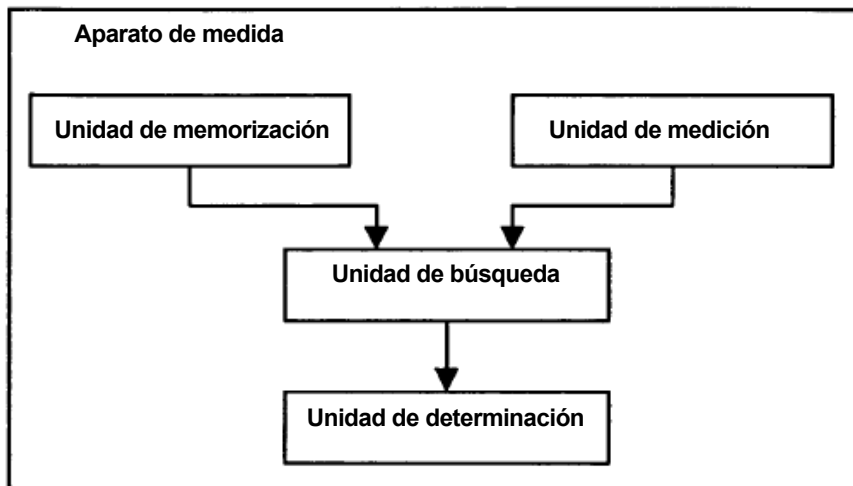 Aparato de medida
Unidad de memorización
Unidad de medición
Unidad de búsqueda
Unidad de determinación